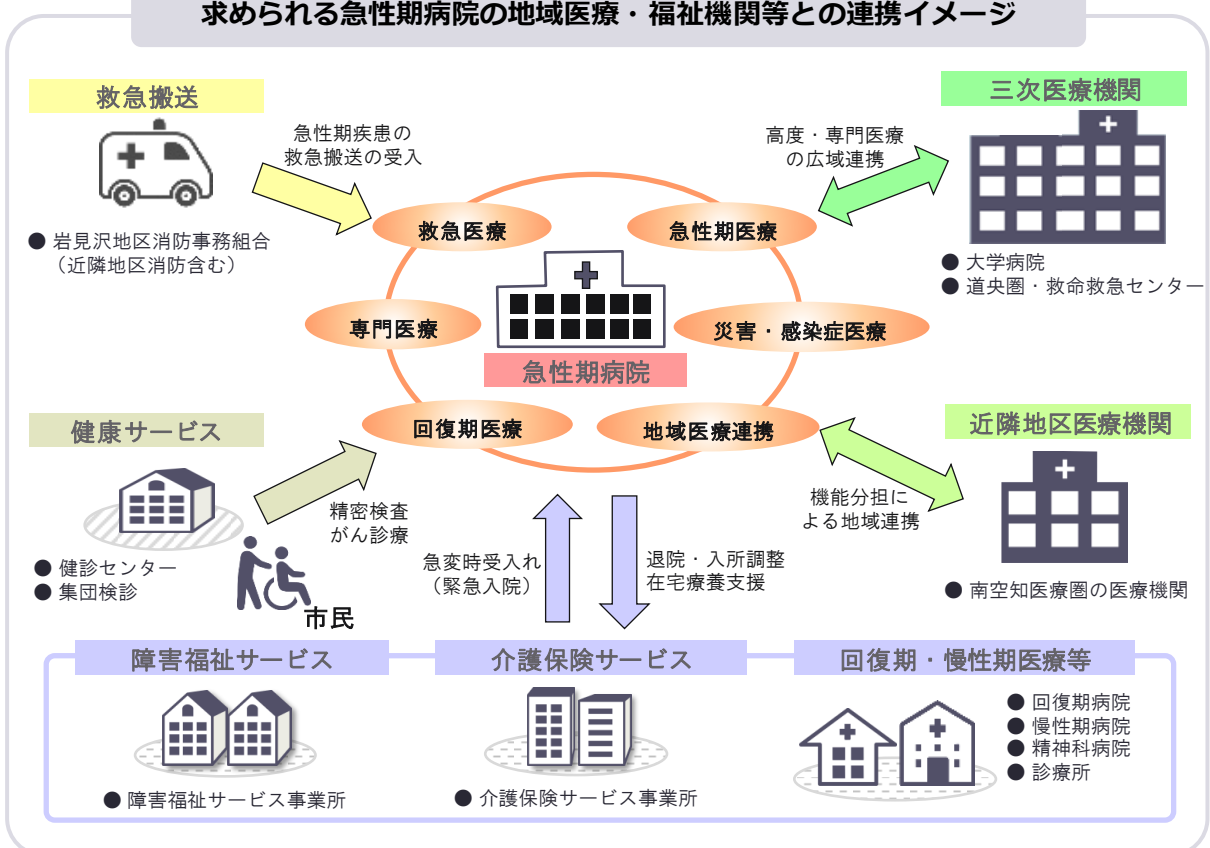 求められる急性期病院の地域医療・福祉機関等との連携イメージ
救急搬送
急性期疾患の
救急搬送の受入
● 岩見沢地区消防事務組合
（近隣地区消防含む）
高度・専門医療
の広域連携
三次医療機関
● 大学病院
● 道央圏・救命救急センター
救急医療
急性期医療
専門医療
災害・感染症医療
急性期病院
回復期医療
地域医療連携
健康サービス
精密検査
がん診療
● 健診センター
● 集団検診
市民
近隣地区医療機関
機能分担に
よる地域連携
● 南空知医療圏の医療機関
急変時受入れ
（緊急入院）
退院・入所調整
在宅療養支援
障害福祉サービス
● 障害福祉サービス事業所
介護保険サービス
● 介護保険サービス事業所
回復期・慢性期医療等
● 回復期病院
● 慢性期病院
● 精神科病院
● 診療所